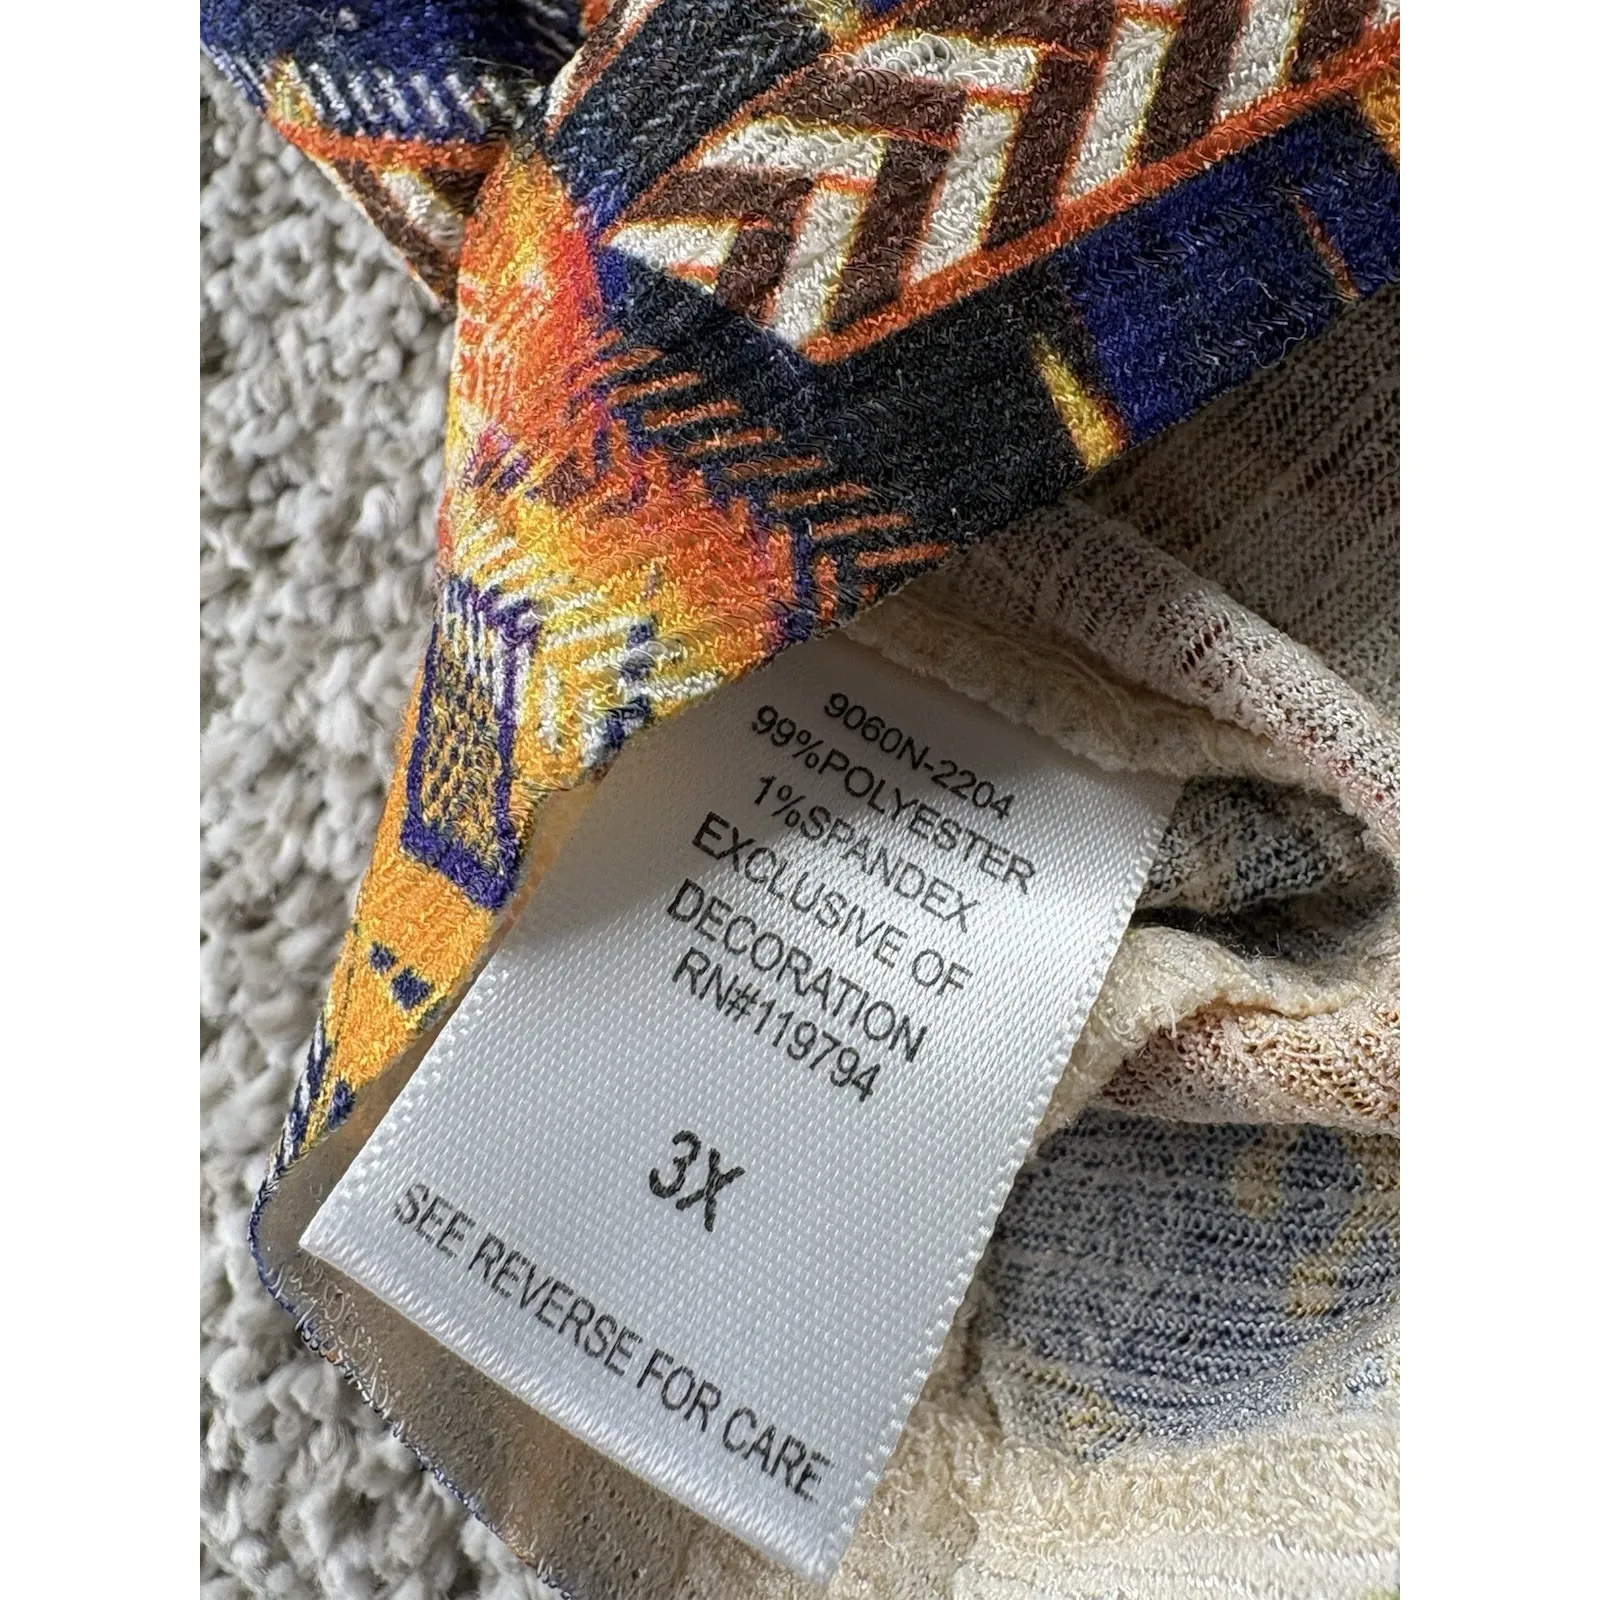 9060N-2204
99%POLYESTER
1%SPANDEX
EXCLUSIVE OF
DECORATION
RN#119794
3X
SEE REVERSE FOR CARE